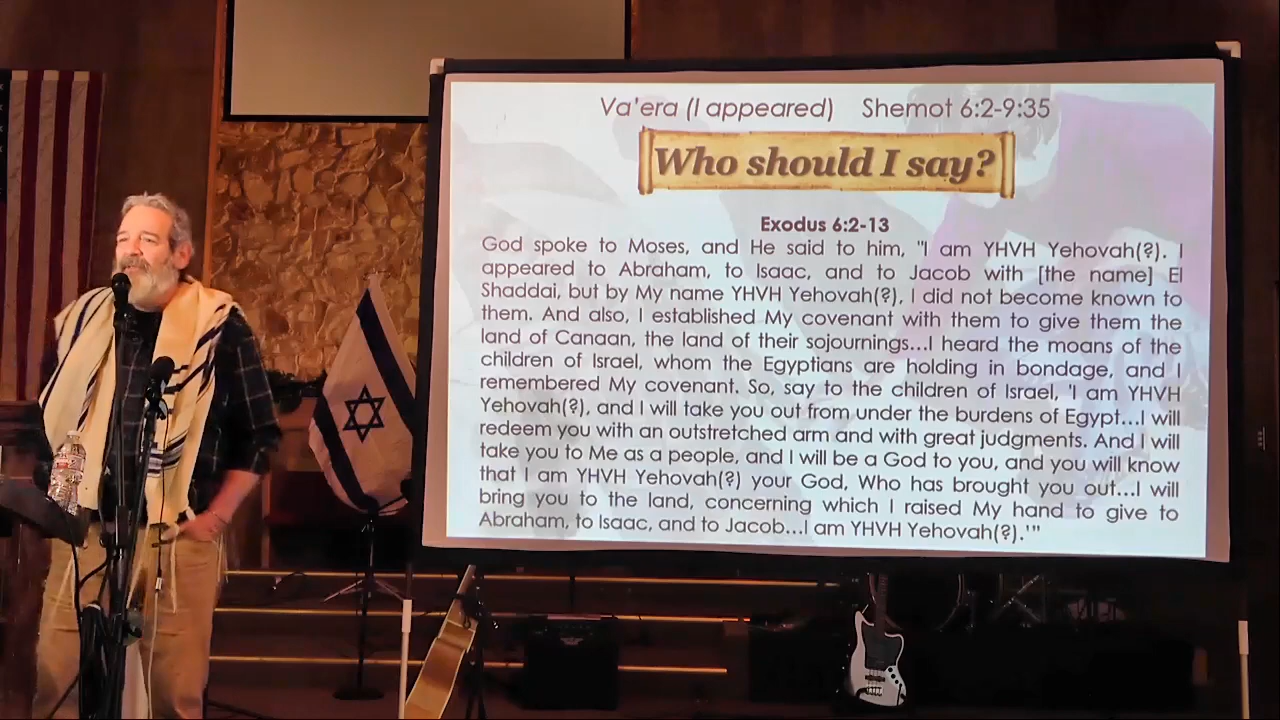 Va'era (I appeared) Shemot 6:2-9:35
Who should I say?
Exodus 6:2-13
God spoke to Moses, and He said to him, "I am YHVH Yehovah(?). I
appeared to Abraham, to Isaac, and to Jacob with [the name] El
Shaddai, but by My name YHVH Yehovah(?), I did not become known to
them. And also, I established My covenant with them to give them the
land of Canaan, the land of their sojournings...I heard the moans of the
children of Israel, whom the Egyptians are holding in bondage, and I
remembered My covenant. So, say to the children of Israel, 'I am YHVH
Yehovah(?), and I will take you out from under the burdens of Egypt...I will
redeem you with an outstretched arm and with great judgments. And I will
take you to Me as a people, and I will be a God to you, and you will know
that I am YHVH Yehovah(?) your God, Who has brought you out...I will
bring you to the land, concerning which I raised My hand to give to
Abraham, to Isaac, and to Jacob...I am YHVH Yehovah(?).'"